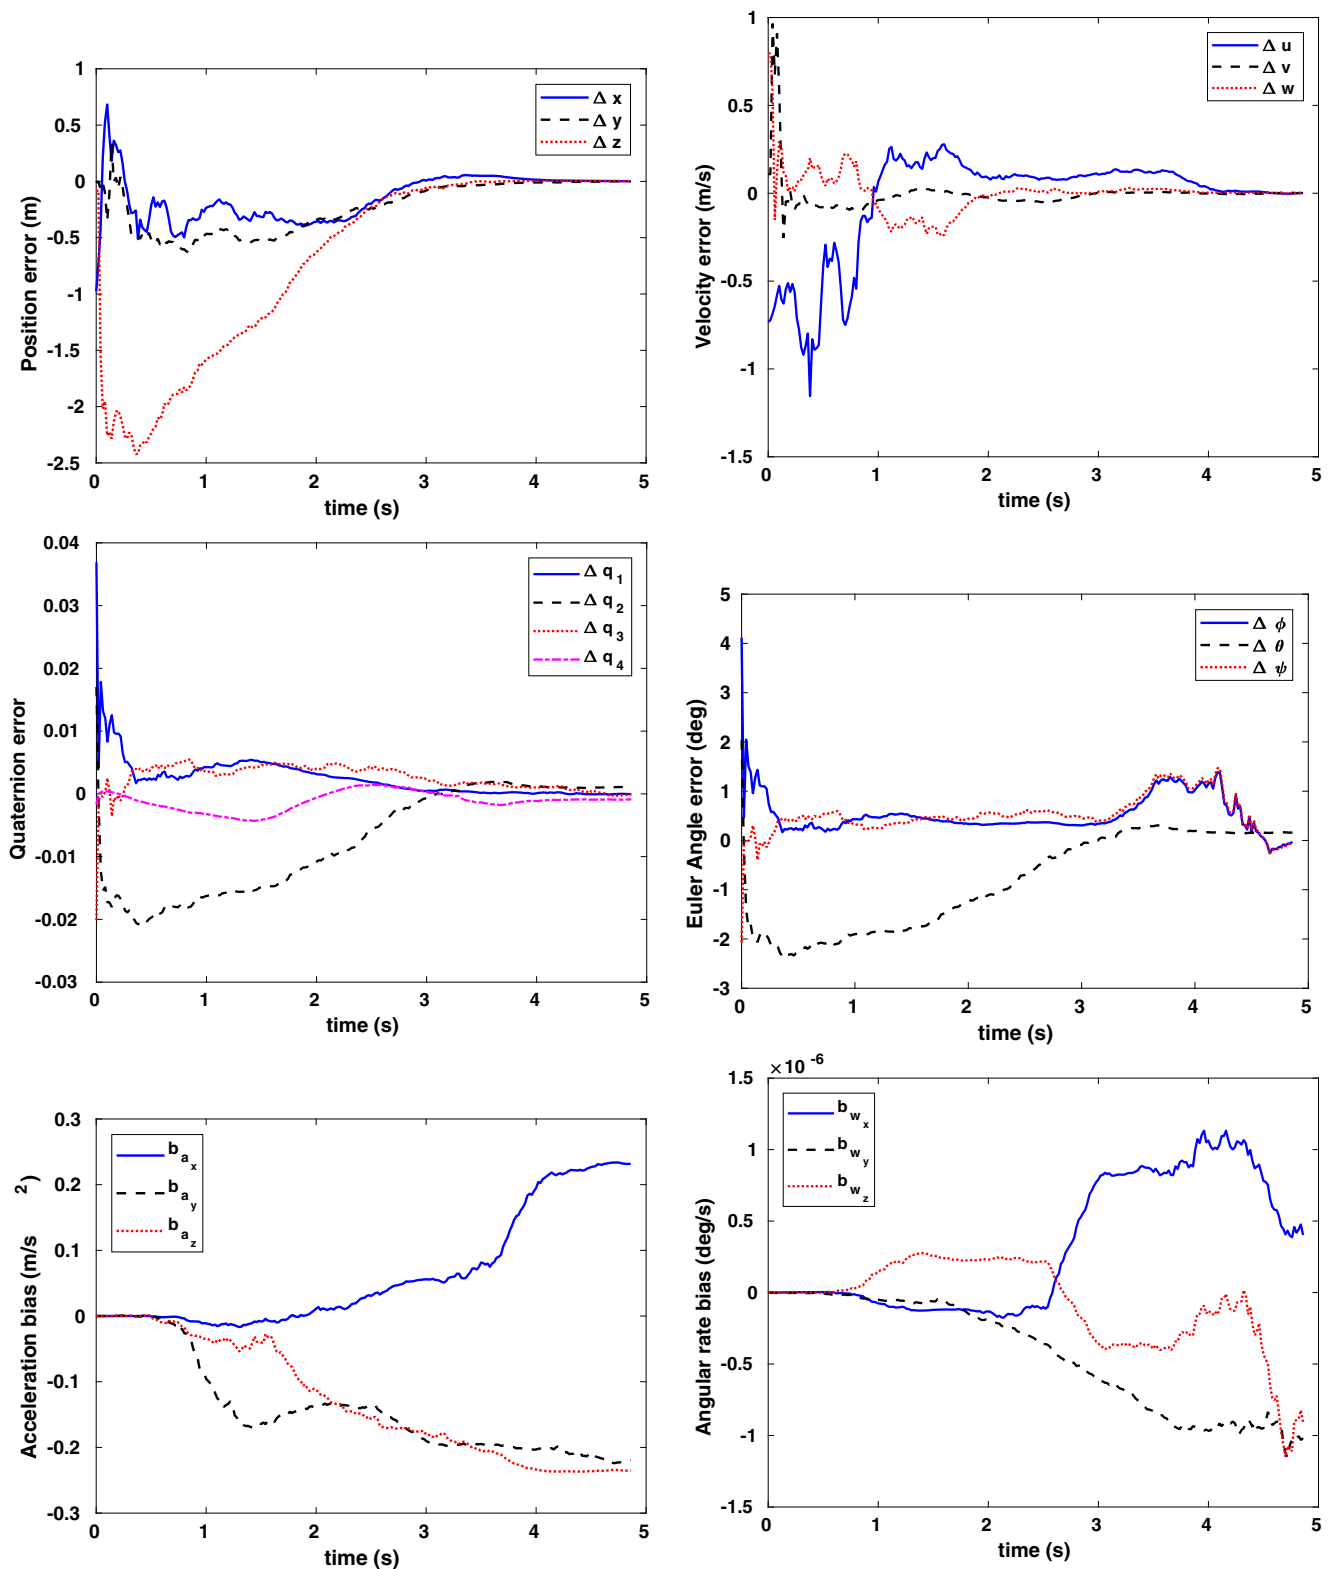 Position error (m)
1
0.5
0
-0.5
-1
-1.5
-2
-2.5
0 1 2 3 4 5
time (s)
Δ x
Δ y
Δ z
Velocity error (m/s)
1
0.5
0
-0.5
-1
-1.5
0 1 2 3 4 5
time (s)
Δ u
Δ v
Δ w
Quaternion error
0.04
0.03
0.02
0.01
0
-0.01
-0.02
-0.03
0 1 2 3 4 5
time (s)
Δ q1
Δ q2
Δ q3
Δ q4
Euler Angle error (deg)
5
4
3
2
1
0
-1
-2
-3
0 1 2 3 4 5
time (s)
Δ ϕ
Δ θ
Δ ψ
Acceleration bias (m/s2)
0.3
0.2
0.1
0
-0.1
-0.2
-0.3
0 1 2 3 4 5
time (s)
b_a_x
b_a_y
b_a_z
Angular rate bias (deg/s)
×10 -6
1.5
1
0.5
0
-0.5
-1
-1.5
0 1 2 3 4 5
time (s)
b_w_x
b_w_y
b_w_z